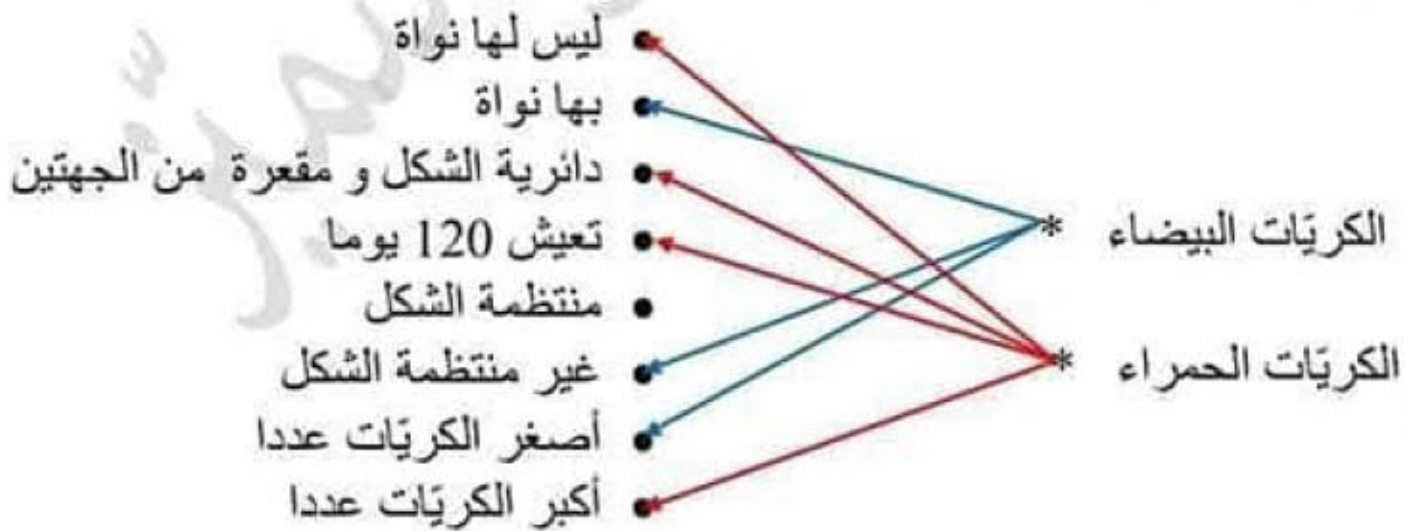 ليس لها نواة
بها نواة
دائرية الشكل و مقعرة من الجهتين
تعيش 120 يوما
منتظمة الشكل
غير منتظمة الشكل
أصغر الكريّات عددا
أكبر الكريّات عددا
* الكريّات البيضاء
* الكريّات الحمراء